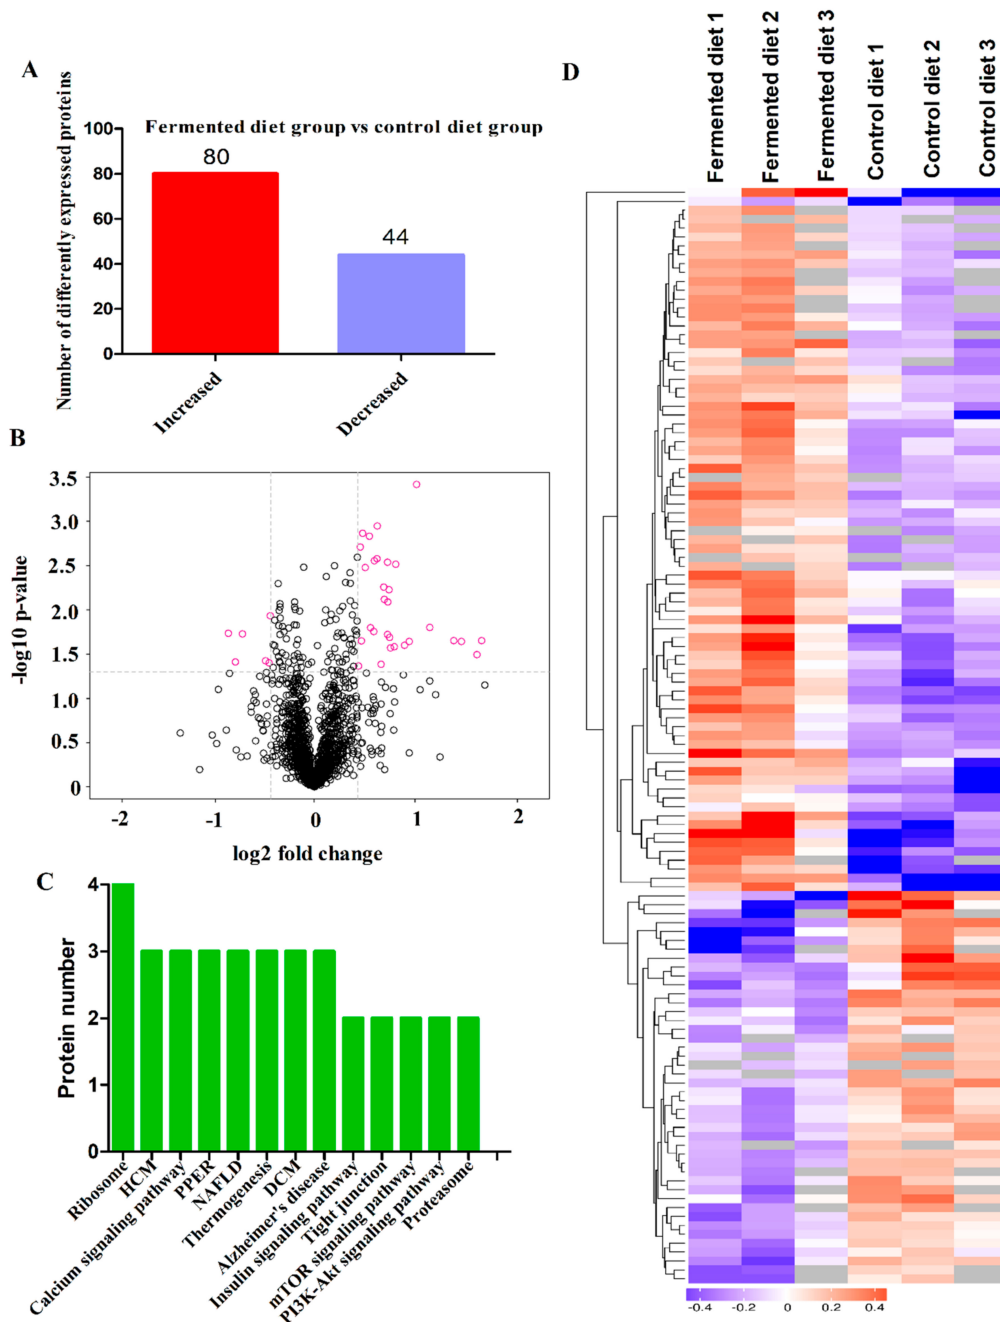 A
Number of differently expressed proteins
Fermented diet group vs control diet group
100
80
60
40
20
0
80
44
Increased
Decreased
B
-log10 p-value
3.5
3.0
2.5
2.0
1.5
1.0
0.5
0
-2
-1
0
1
2
log2 fold change
C
Protein number
4
3
2
1
0
Ribosome
HCM
Calcium signaling pathway
PPER
NAFLD
Thermogenesis
DCM
Alzheimer's disease
Insulin signaling pathway
Tight junction
mTOR signaling pathway
PI3K-Akt signaling pathway
Proteasome
D
Fermented diet 1
Fermented diet 2
Fermented diet 3
Control diet 1
Control diet 2
Control diet 3
-0.4 -0.2 0 0.2 0.4